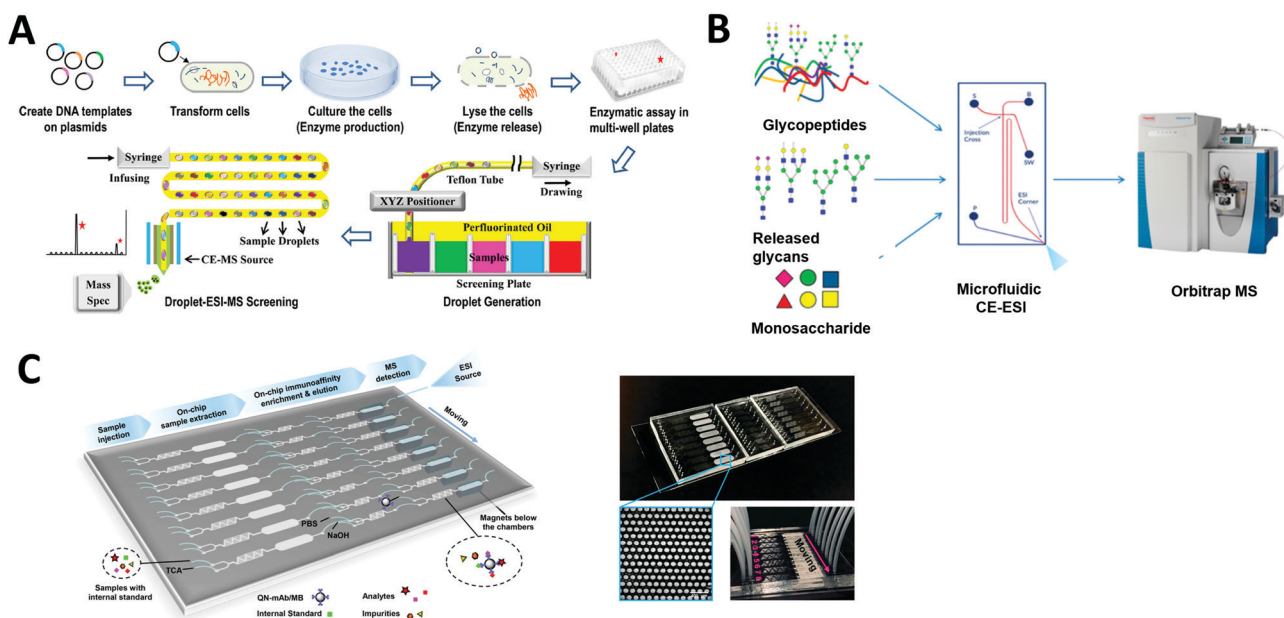 A
Create DNA templates
on plasmids
Transform cells
Culture the cells
(Enzyme production)
Lyse the cells
(Enzyme release)
Enzymatic assay in
multi-well plates
Syringe
Infusing
Sample Droplets
CE-MS Source
Mass
Spec
Droplet-ESI-MS Screening
Teflon Tube
Syringe
Drawing
XYZ Positioner
Perfluorinated Oil
Samples
Screening Plate
Droplet Generation
B
Glycopeptides
Released
glycans
Monosaccharide
S
B
Injection
Cross
SW
ESI
Corner
P
Microfluidic
CE-ESI
Orbitrap MS
C
Sample
injection
On-chip
sample extraction
On-chip immunoaffinity
enrichment & elution
MS
detection
ESI
Source
Moving
PBS
NaOH
TCA
Magnets below
the chambers
Samples with
internal standard
QN-mAb/MB
Analytes
Internal Standard
Impurities
12345678
Moving